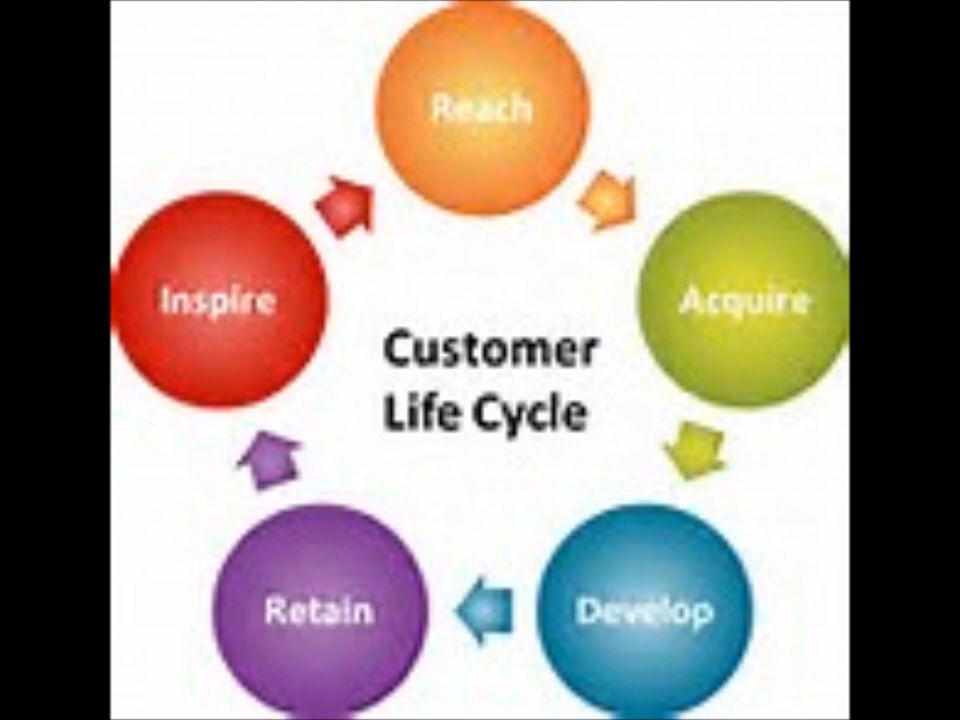 Reach
Inspire
Acquire
Customer
Life Cycle
Retain
Develop